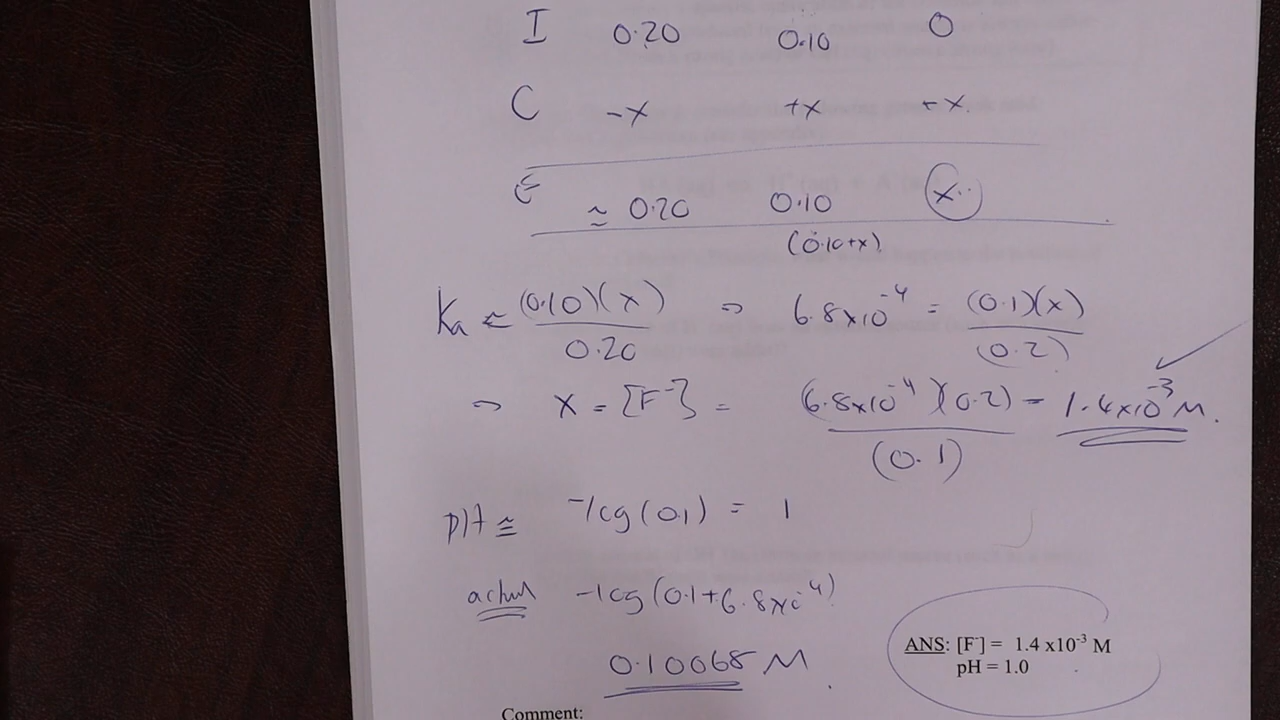 I 0.20 0.10 0
C -x +x +x
E ≈ 0.20 0.10 x
(0.10+x)
Ka = (0.10)(x) / 0.20 ⇒ 6.8x10^-4 = (0.1)(x) / (0.2)
⇒ x = [F^-] = (6.8x10^-4)(0.2) / (0.1) = 1.4x10^-3 M.
pH ≅ -log(0.1) = 1
actual -log(0.1+6.8x10^-4)
0.10068 M.
ANS: [F^-] = 1.4 x10^-3 M
pH = 1.0
Comment: